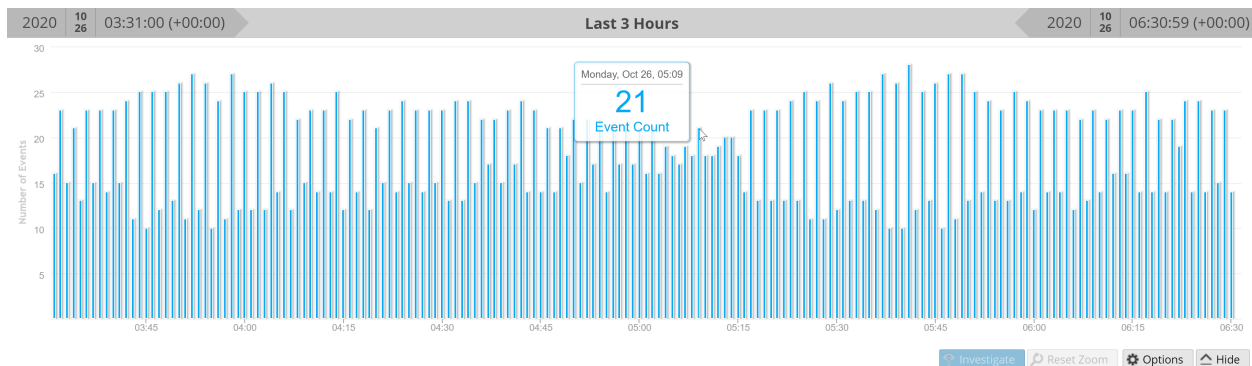 2020 10 26 03:31:00 (+00:00) Last 3 Hours 2020 10 26 06:30:59 (+00:00)
30
25
20
15
10
5
Number of Events
Monday, Oct 26, 05:09
21
Event Count
03:45 04:00 04:15 04:30 04:45 05:00 05:15 05:30 05:45 06:00 06:15 06:30
Investigate Reset Zoom Options Hide